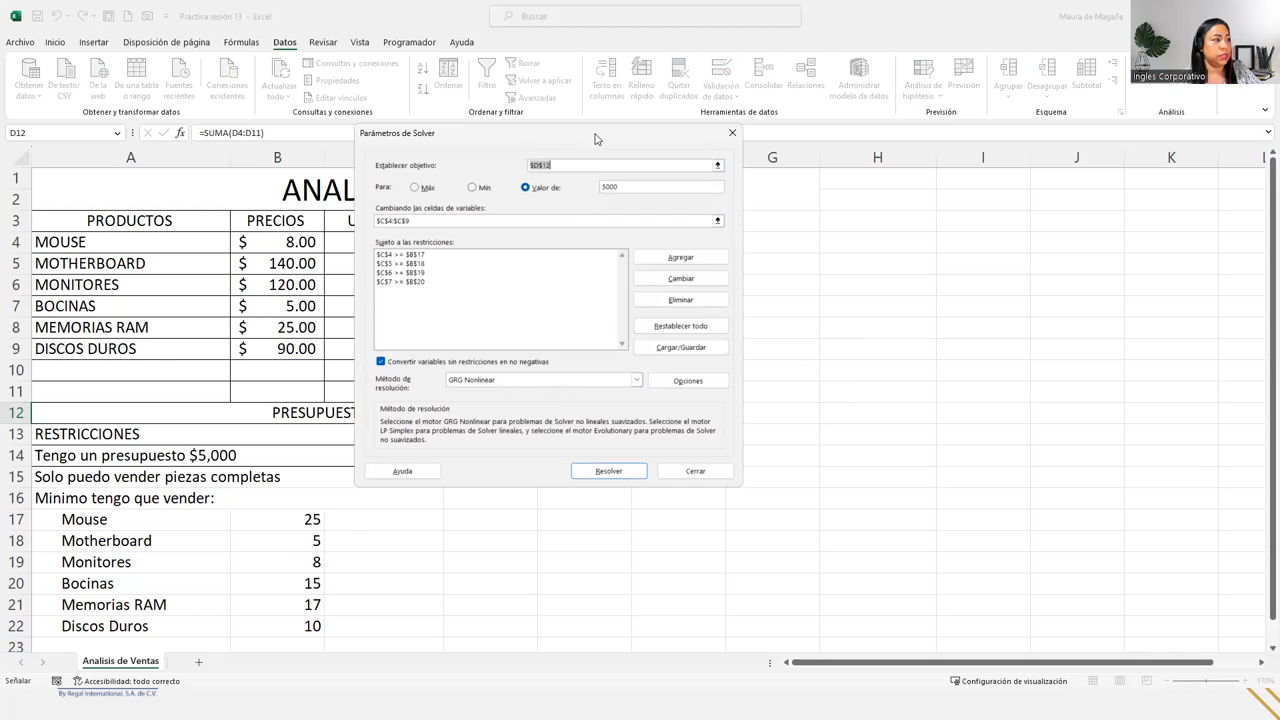 Practica sesión 13 - Excel
Buscar
Maura de Magaña
Archivo Inicio Insertar Disposición de página Fórmulas Datos Revisar Vista Programador Ayuda
Ingles Corporativo
Obtener datos
De texto/CSV
De la web
De una tabla o rango
Fuentes recientes
Conexiones existentes
Actualizar todo
Consultas y conexiones
Propiedades
Editar vínculos
Ordenar
Filtro
Borrar
Volver a aplicar
Avanzadas
Texto en columnas
Relleno rápido
Quitar duplicados
Validación de datos
Consolidar
Relaciones
Administrar modelo de datos
Análisis de hipótesis
Previsión
Agrupar
Desagrupar
Subtotal
Obtener y transformar datos Consultas y conexiones Ordenar y filtrar Herramientas de datos Previsión Esquema Análisis
D12 fx =SUMA(D4:D11)
A B G H I J K L
1 ANAL
2
3 PRODUCTOS PRECIOS U
4 MOUSE $ 8.00
5 MOTHERBOARD $ 140.00
6 MONITORES $ 120.00
7 BOCINAS $ 5.00
8 MEMORIAS RAM $ 25.00
9 DISCOS DUROS $ 90.00
10
11
12 PRESUPUEST
13 RESTRICCIONES
14 Tengo un presupuesto $5,000
15 Solo puedo vender piezas completas
16 Minimo tengo que vender:
17 Mouse 25
18 Motherboard 5
19 Monitores 8
20 Bocinas 15
21 Memorias RAM 17
22 Discos Duros 10
23
Parámetros de Solver
Establecer objetivo: $D$12
Para: Máx Mín Valor de: 5000
Cambiando las celdas de variables:
$C$4:$C$9
Sujeto a las restricciones:
$C$4 >= $B$17
$C$5 >= $B$18
$C$6 >= $B$19
$C$7 >= $B$20
Agregar
Cambiar
Eliminar
Restablecer todo
Cargar/Guardar
Convertir variables sin restricciones en no negativas
Método de resolución: GRG Nonlinear Opciones
Método de resolución
Seleccione el motor GRG Nonlinear para problemas de Solver no lineales suavizados. Seleccione el motor
LP Simplex para problemas de Solver lineales, y seleccione el motor Evolutionary para problemas de Solver
no suavizados.
Ayuda Resolver Cerrar
Analisis de Ventas
Señalar Accesibilidad: todo correcto Configuración de visualización 170%
By Regal International, S.A. de C.V.